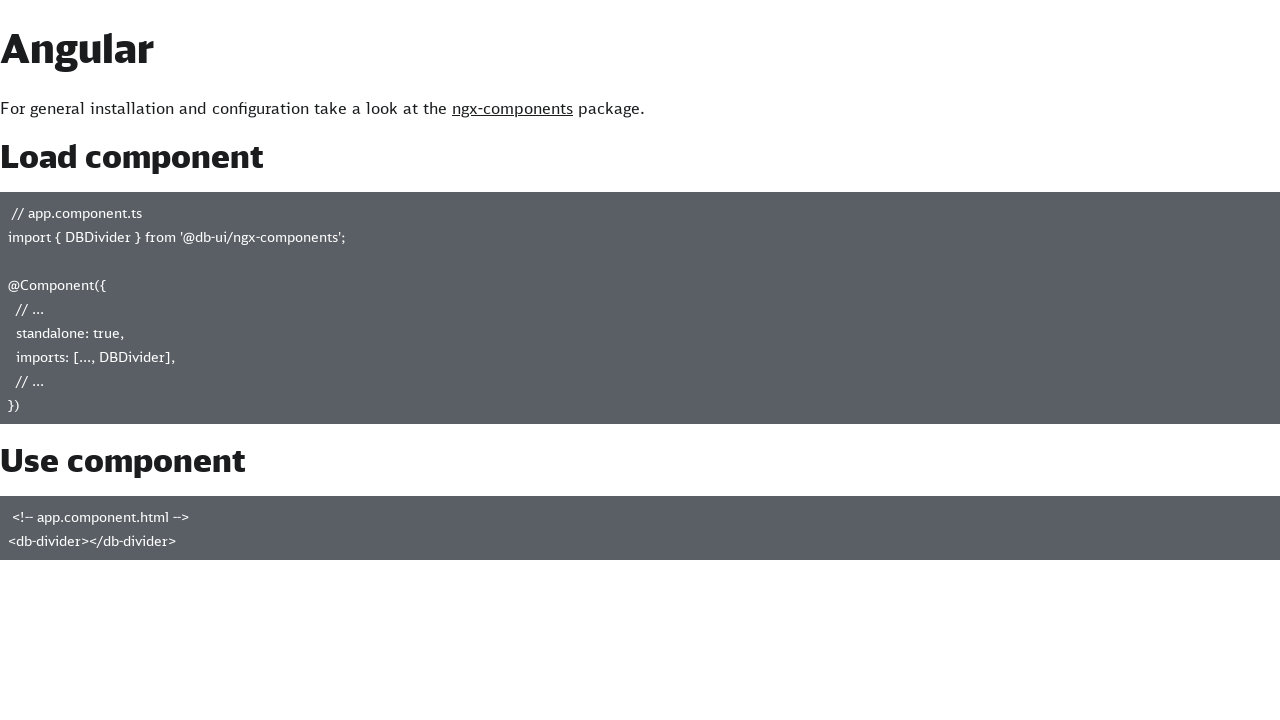 Angular
For general installation and configuration take a look at the ngx-components package.
Load component
// app.component.ts
import { DBDivider } from '@db-ui/ngx-components';
@Component({
// ...
standalone: true,
imports: [..., DBDivider],
// ...
})
Use component
<!-- app.component.html -->
<db-divider></db-divider>